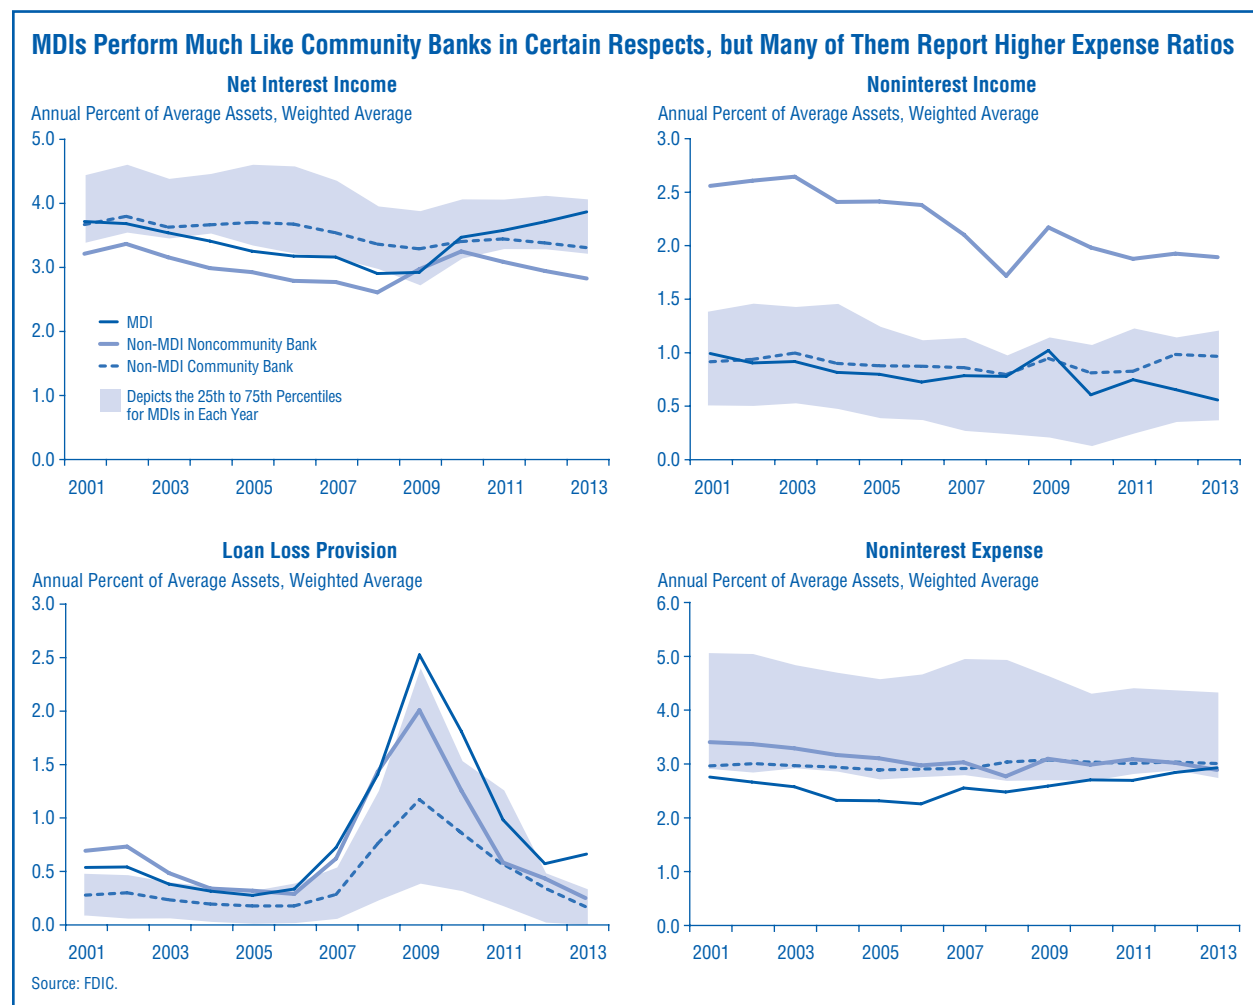 MDIs Perform Much Like Community Banks in Certain Respects, but Many of Them Report Higher Expense Ratios
Net Interest Income
Annual Percent of Average Assets, Weighted Average
5.0
4.0
3.0
2.0
1.0
0.0
MDI
Non-MDI Noncommunity Bank
Non-MDI Community Bank
Depicts the 25th to 75th Percentiles
for MDIs in Each Year
2001 2003 2005 2007 2009 2011 2013
Noninterest Income
Annual Percent of Average Assets, Weighted Average
3.0
2.5
2.0
1.5
1.0
0.5
0.0
2001 2003 2005 2007 2009 2011 2013
Loan Loss Provision
Annual Percent of Average Assets, Weighted Average
3.0
2.5
2.0
1.5
1.0
0.5
0.0
2001 2003 2005 2007 2009 2011 2013
Noninterest Expense
Annual Percent of Average Assets, Weighted Average
6.0
5.0
4.0
3.0
2.0
1.0
0.0
2001 2003 2005 2007 2009 2011 2013
Source: FDIC.